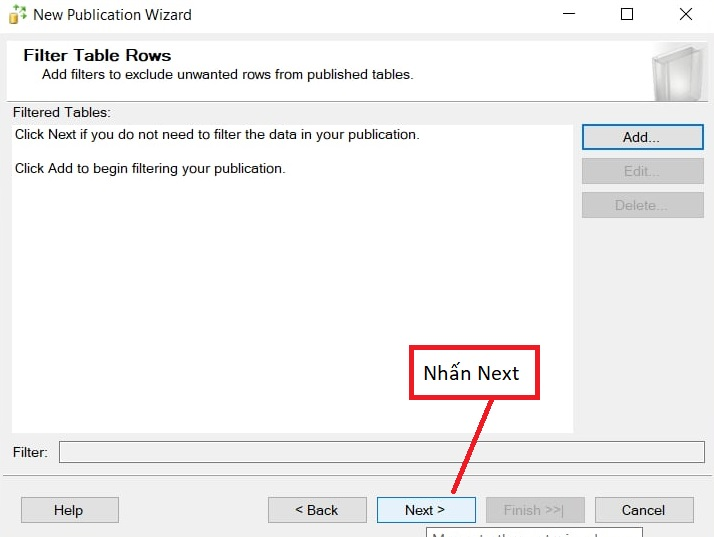 New Publication Wizard
Filter Table Rows
Add filters to exclude unwanted rows from published tables.
Filtered Tables:
Click Next if you do not need to filter the data in your publication.
Click Add to begin filtering your publication.
Add...
Edit...
Delete...
Nhấn Next
Filter:
Help
< Back
Next >
Finish >>|
Cancel